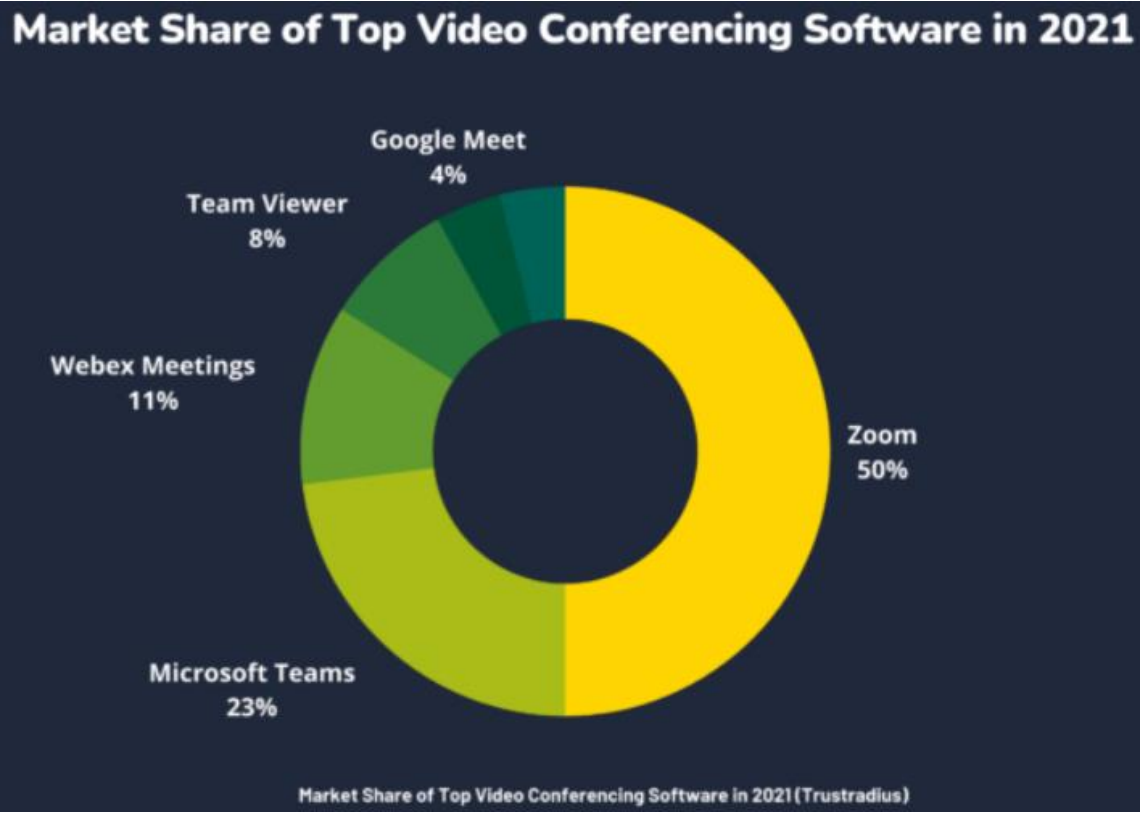 Market Share of Top Video Conferencing Software in 2021
Google Meet
4%
Team Viewer
8%
Webex Meetings
11%
Zoom
50%
Microsoft Teams
23%
Market Share of Top Video Conferencing Software in 2021 (Trustradius)